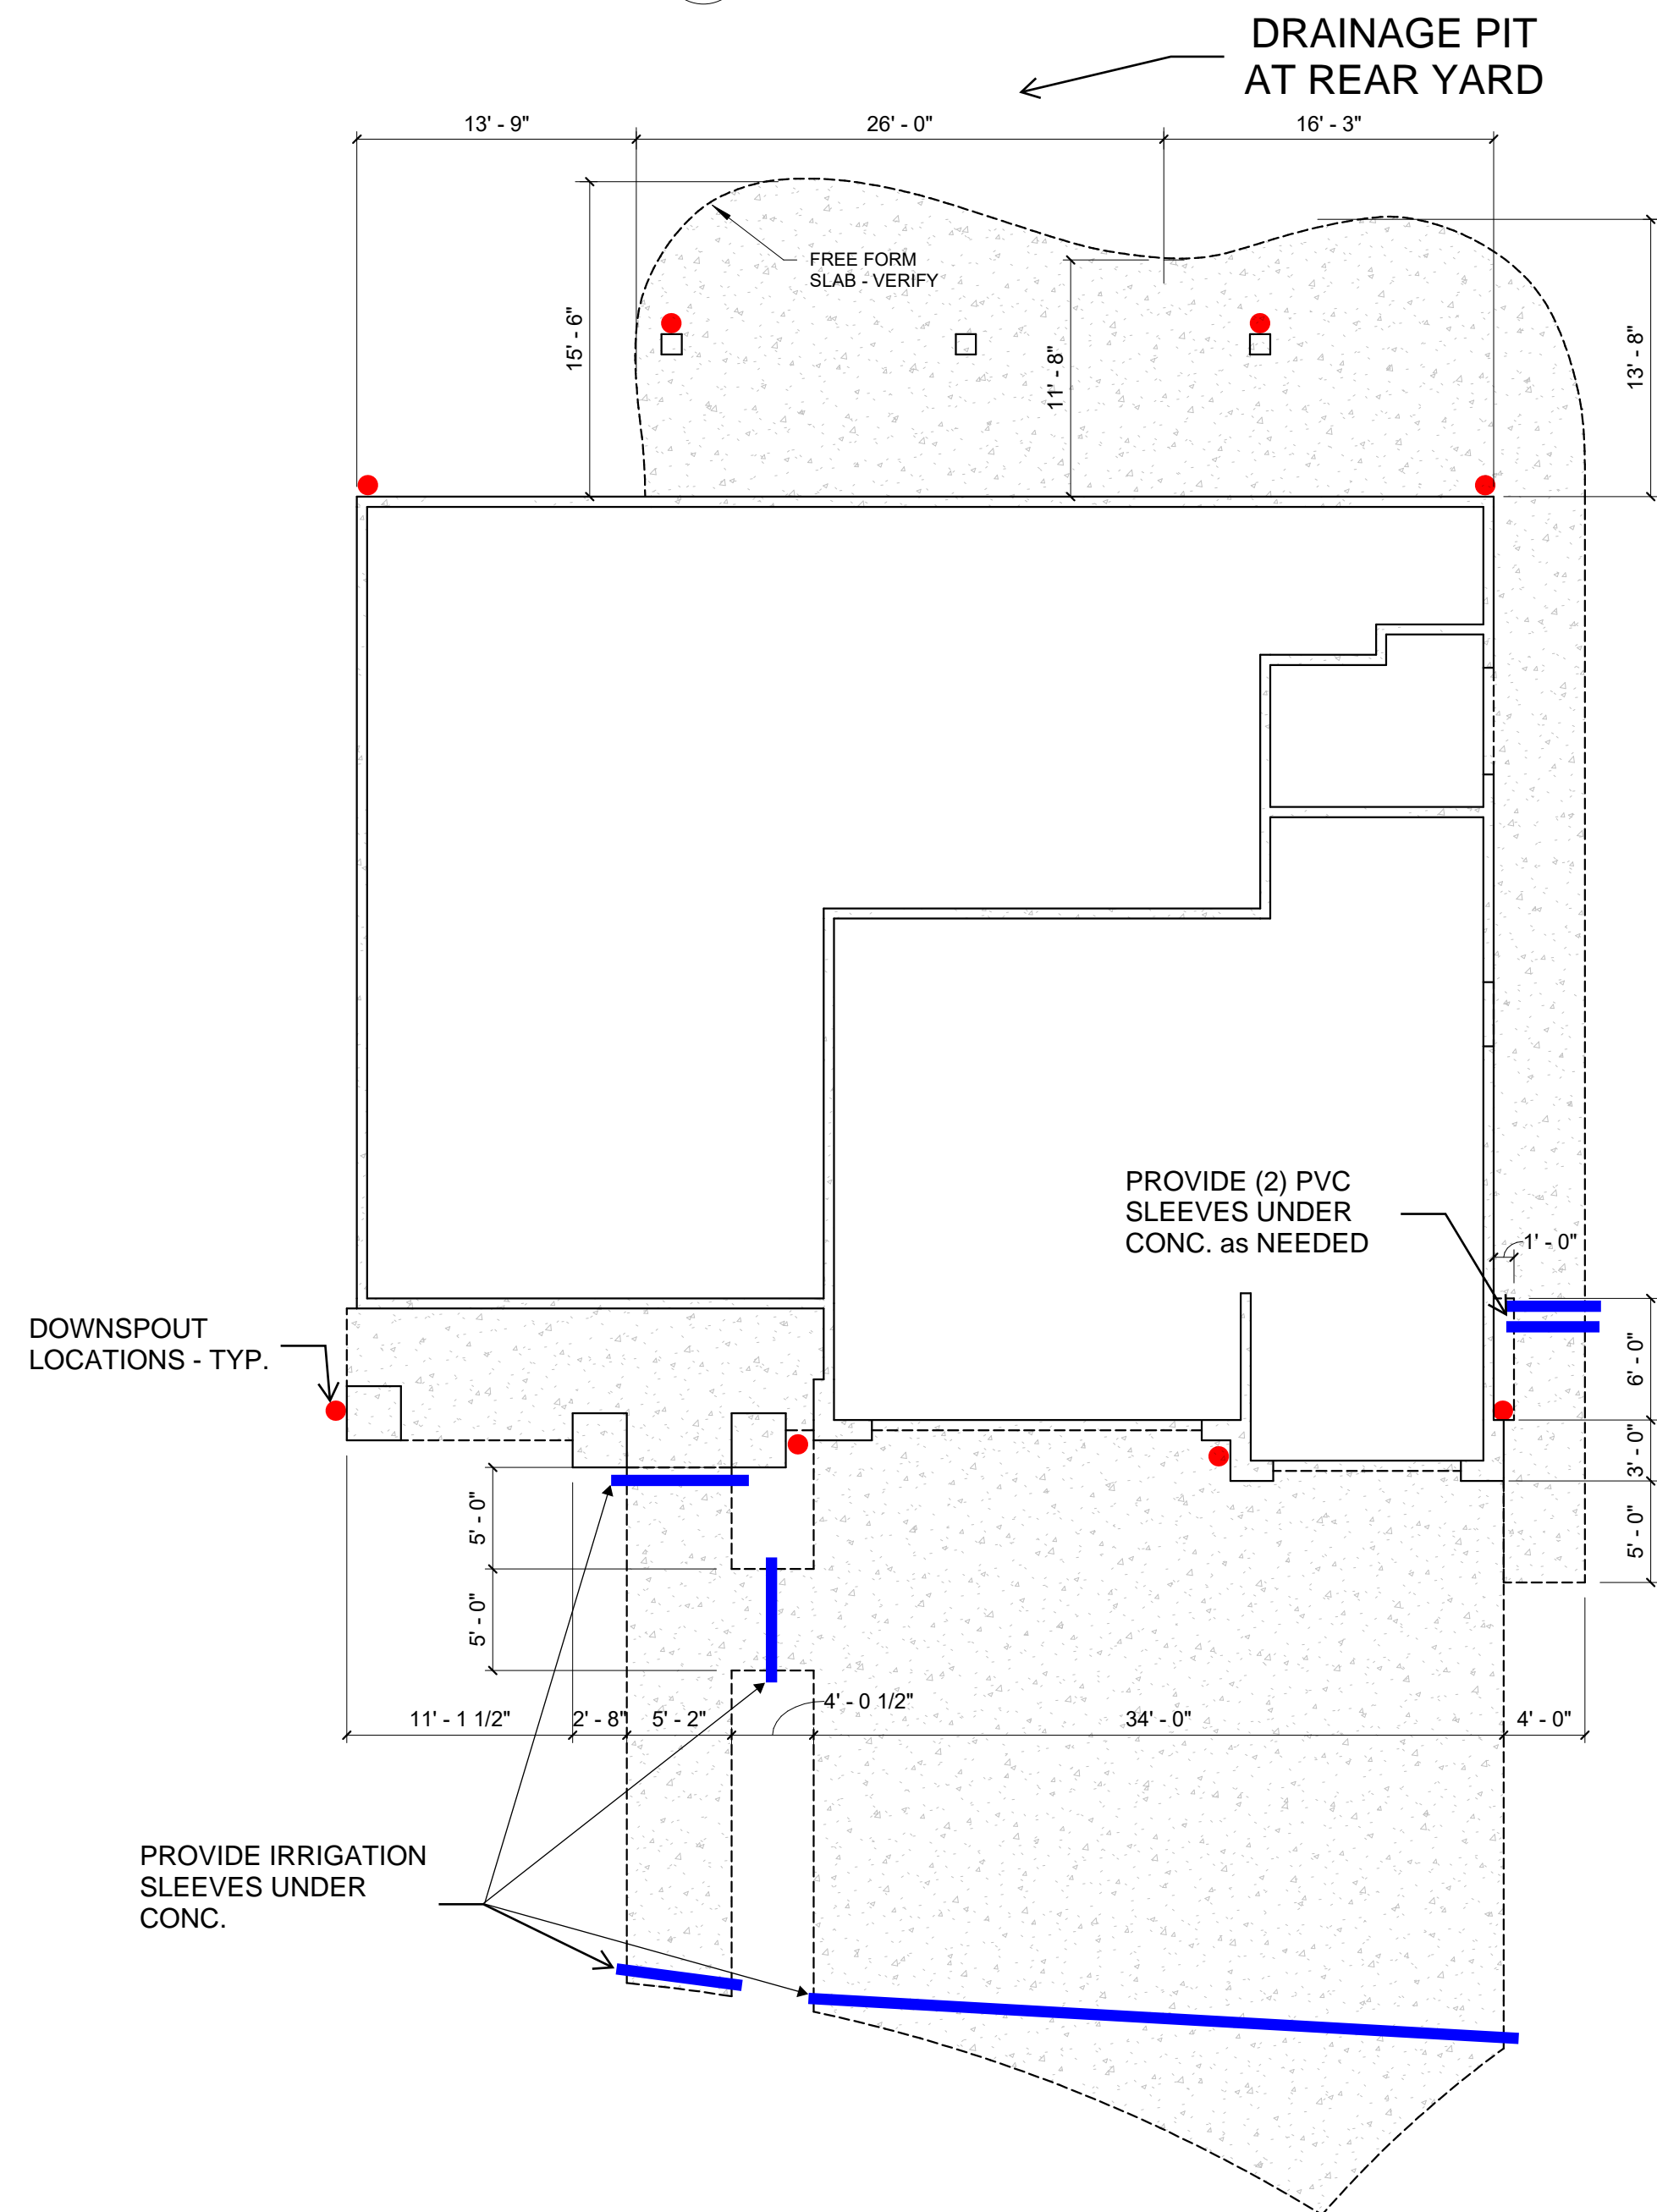 DRAINAGE PIT
AT REAR YARD
13' - 9"
26' - 0"
16' - 3"
FREE FORM
SLAB - VERIFY
15' - 6"
11' - 8"
13' - 8"
PROVIDE (2) PVC
SLEEVES UNDER
CONC. as NEEDED
1' - 0"
DOWNSPOUT
LOCATIONS - TYP.
6' - 0"
3' - 0"
5' - 0"
5' - 0"
5' - 0"
11' - 1 1/2"
2' - 8"
5' - 2"
4' - 0 1/2"
34' - 0"
4' - 0"
PROVIDE IRRIGATION
SLEEVES UNDER
CONC.